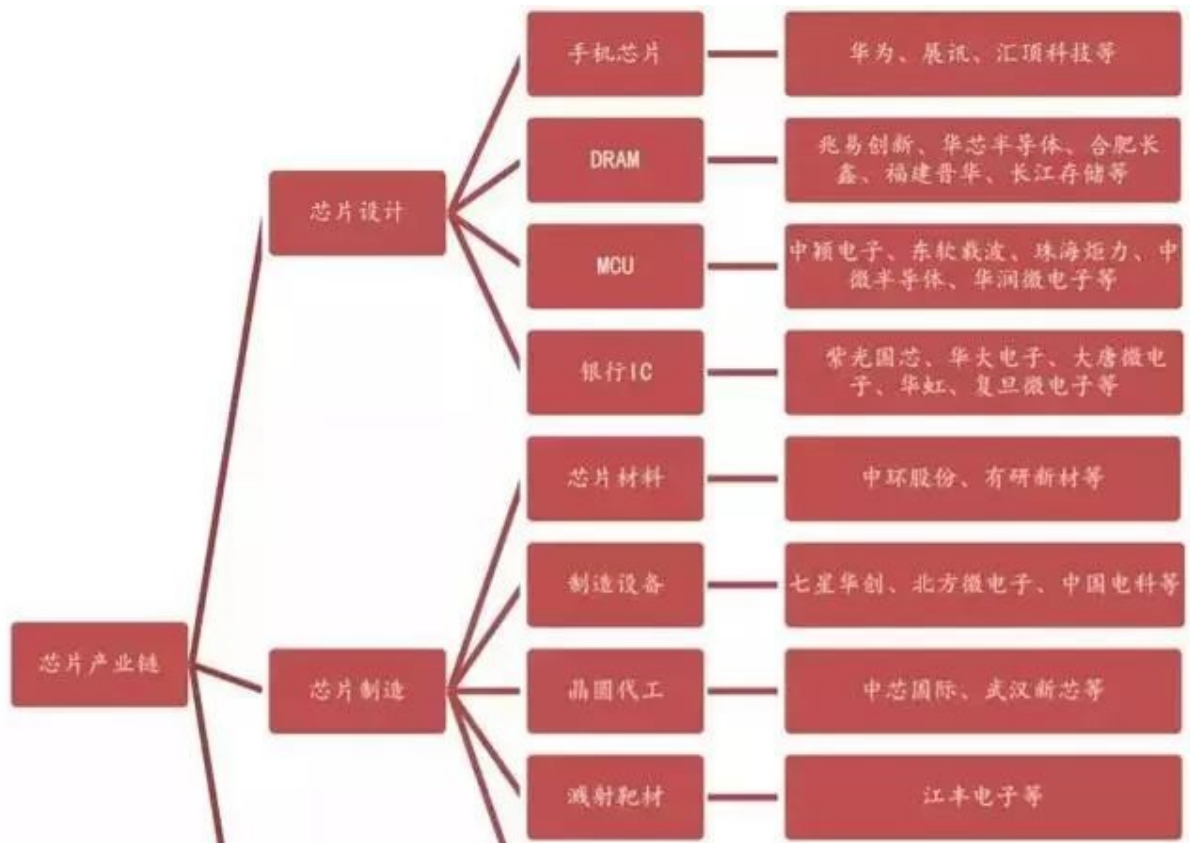 手机芯片
华为、展讯、汇顶科技等
DRAM
兆易创新、华芯半导体、合肥长
鑫、福建晋华、长江存储等
芯片设计
MCU
中颖电子、东软载波、珠海炬力、中
微半导体、华润微电子等
银行IC
紫光国芯、华大电子、大唐微电
子、华虹、复旦微电子等
芯片材料
中环股份、有研新材等
制造设备
七星华创、北方微电子、中国电科等
芯片产业链
芯片制造
晶圆代工
中芯国际、武汉新芯等
溅射靶材
江丰电子等